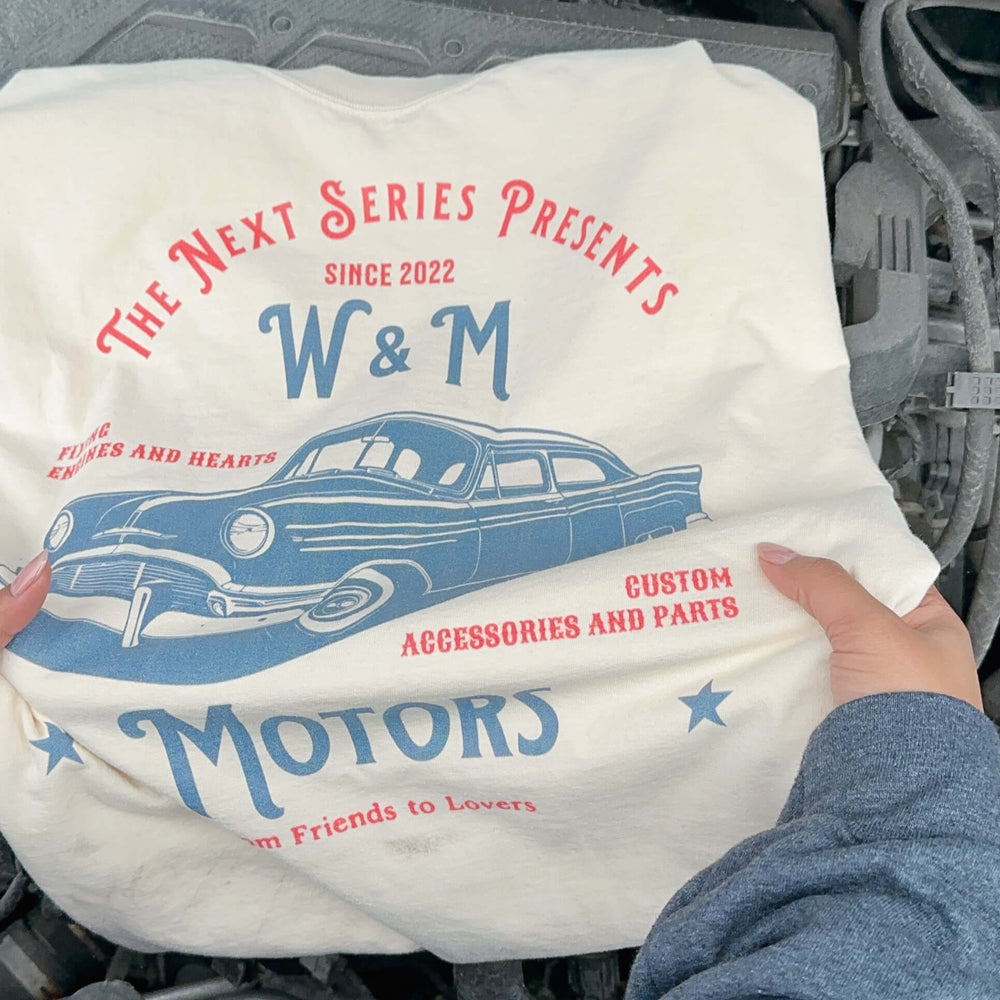 The Next Series Presents
SINCE 2022
W & M
ENGINES AND HEARTS
CUSTOM
ACCESSORIES AND PARTS
MOTORS
Friends to Lovers